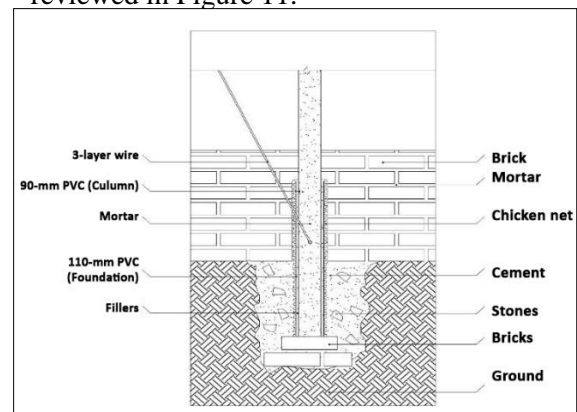 reviewed in Figure 11.
3-layer wire
90-mm PVC (Culumn)
Mortar
110-mm PVC
(Foundation)
Fillers
Brick
Mortar
Chicken net
Cement
Stones
Bricks
Ground